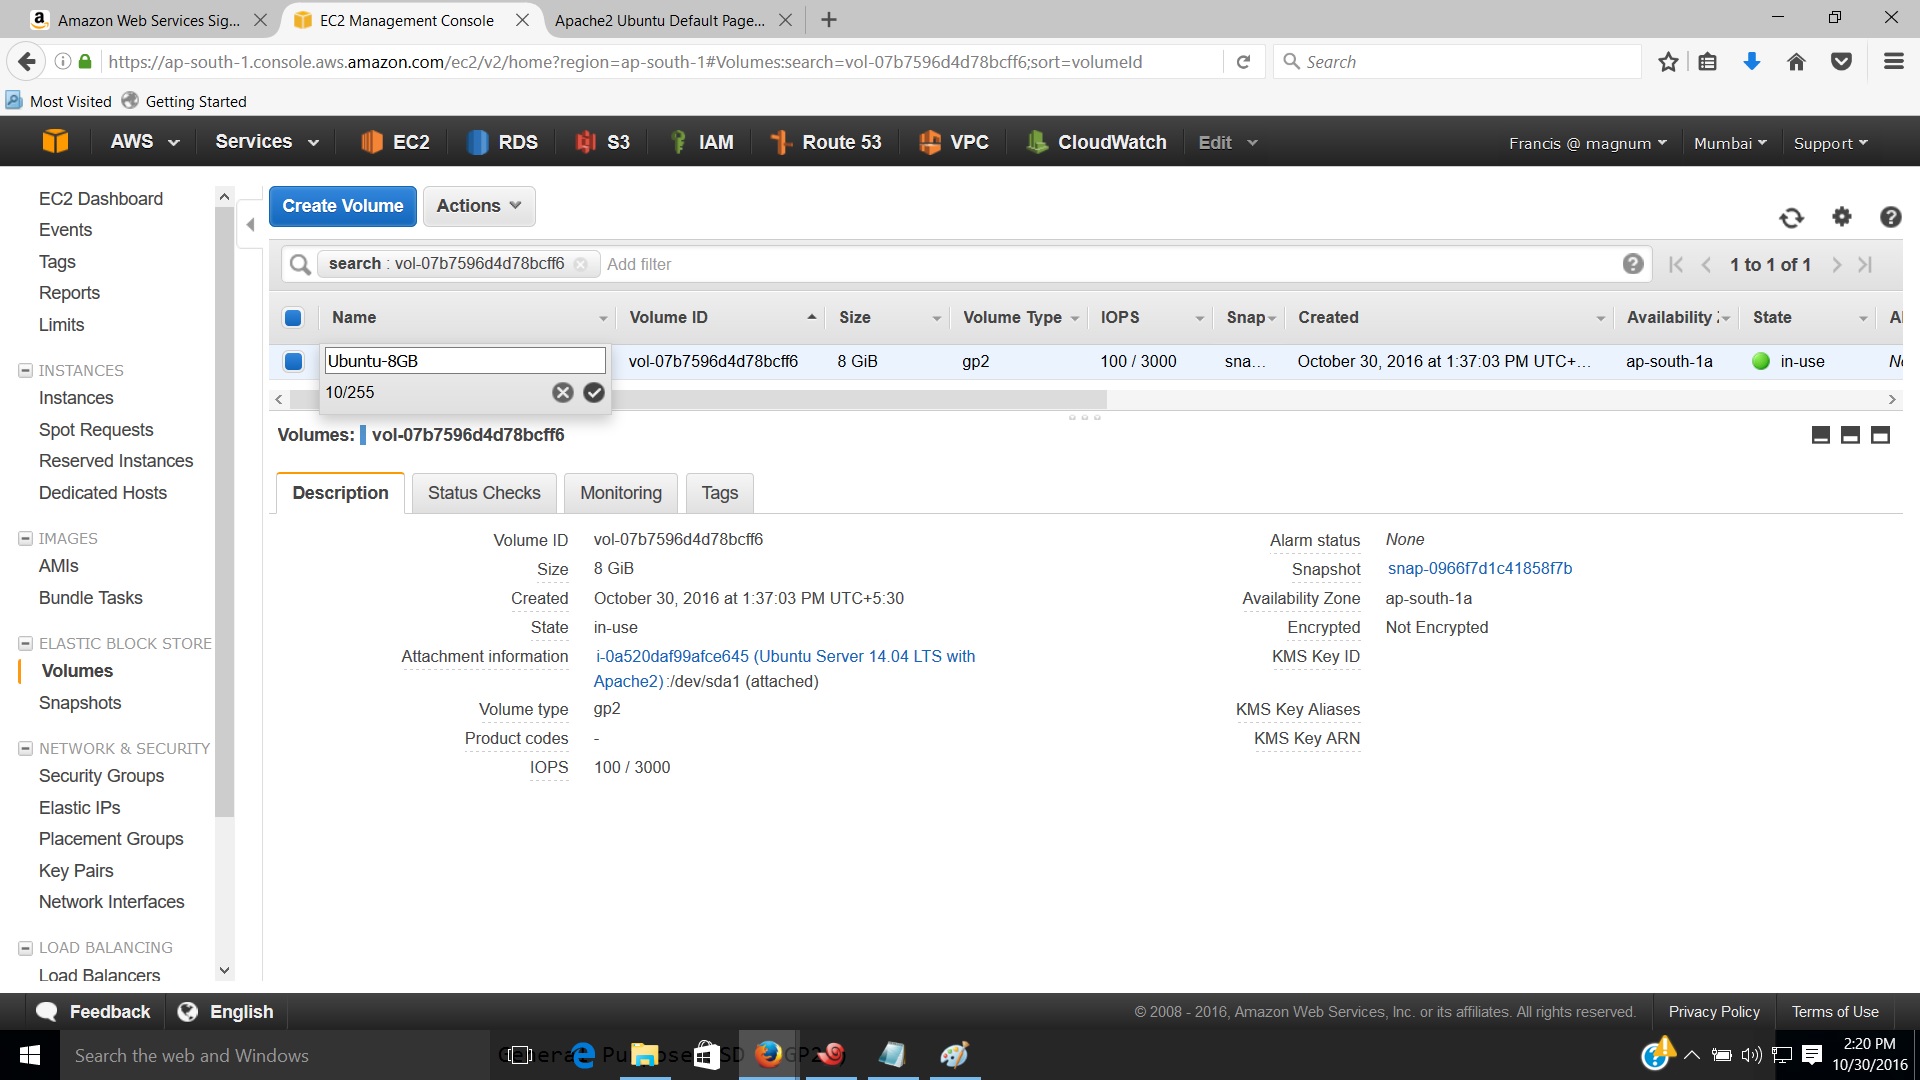 Amazon Web Services Sig...
EC2 Management Console
Apache2 Ubuntu Default Page...
https://ap-south-1.console.aws.amazon.com/ec2/v2/home?region=ap-south-1#Volumes:search=vol-07b7596d4d78bcff6;sort=volumeId
Search
Most Visited
Getting Started
AWS
Services
EC2
RDS
S3
IAM
Route 53
VPC
CloudWatch
Edit
Francis @ magnum
Mumbai
Support
EC2 Dashboard
Events
Tags
Reports
Limits
INSTANCES
Instances
Spot Requests
Reserved Instances
Dedicated Hosts
IMAGES
AMIs
Bundle Tasks
ELASTIC BLOCK STORE
Volumes
Snapshots
NETWORK & SECURITY
Security Groups
Elastic IPs
Placement Groups
Key Pairs
Network Interfaces
LOAD BALANCING
Load Balancers
Create Volume
Actions
search : vol-07b7596d4d78bcff6
Add filter
1 to 1 of 1
Name
Volume ID
Size
Volume Type
IOPS
Snap
Created
Availability
State
Ubuntu-8GB
vol-07b7596d4d78bcff6
8 GiB
gp2
100 / 3000
sna...
October 30, 2016 at 1:37:03 PM UTC+...
ap-south-1a
in-use
10/255
Volumes: vol-07b7596d4d78bcff6
Description
Status Checks
Monitoring
Tags
Volume ID vol-07b7596d4d78bcff6
Size 8 GiB
Created October 30, 2016 at 1:37:03 PM UTC+5:30
State in-use
Attachment information i-0a520daf99afce645 (Ubuntu Server 14.04 LTS with
Apache2):/dev/sda1 (attached)
Volume type gp2
Product codes -
IOPS 100 / 3000
Alarm status None
Snapshot snap-0966f7d1c41858f7b
Availability Zone ap-south-1a
Encrypted Not Encrypted
KMS Key ID
KMS Key Aliases
KMS Key ARN
Feedback
English
© 2008 - 2016, Amazon Web Services, Inc. or its affiliates. All rights reserved.
Privacy Policy
Terms of Use
Search the web and Windows
2:20 PM
10/30/2016